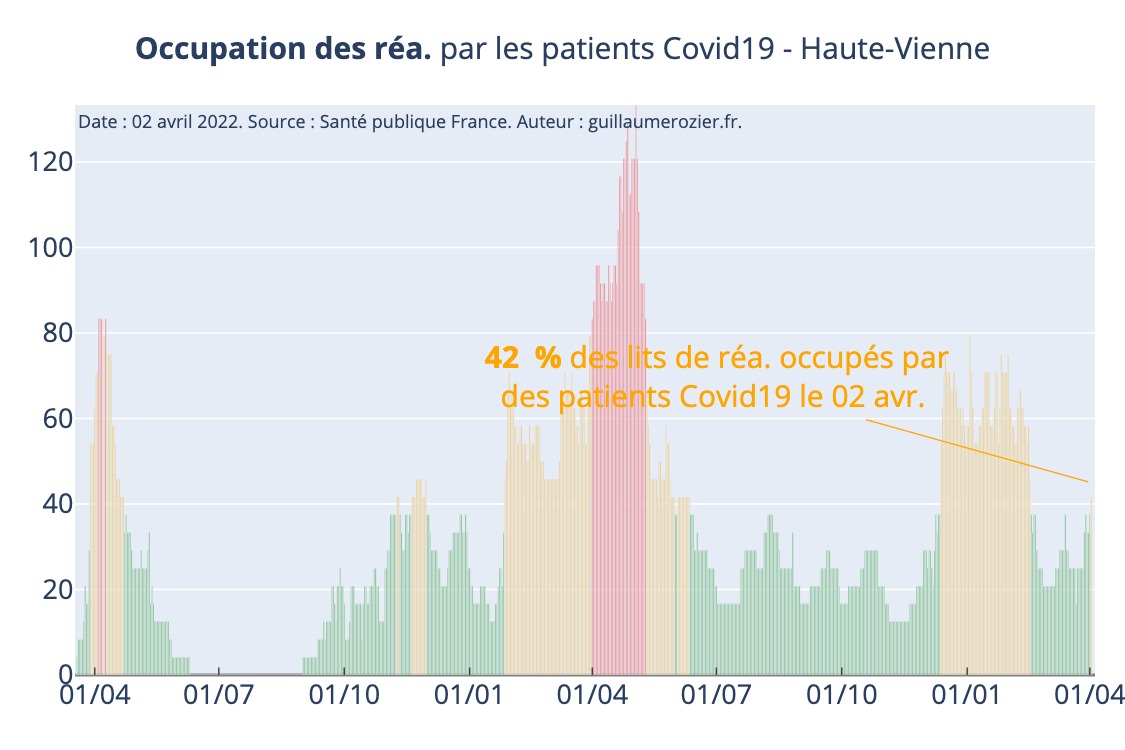 Occupation des réa. par les patients Covid19 - Haute-Vienne
Date : 02 avril 2022. Source : Santé publique France. Auteur : guillaumerozier.fr.
120
100
80
42 % des lits de réa. occupés par
des patients Covid19 le 02 avr.
60
40
20
0
01/04 01/07 01/10 01/01 01/04 01/07 01/10 01/01 01/04